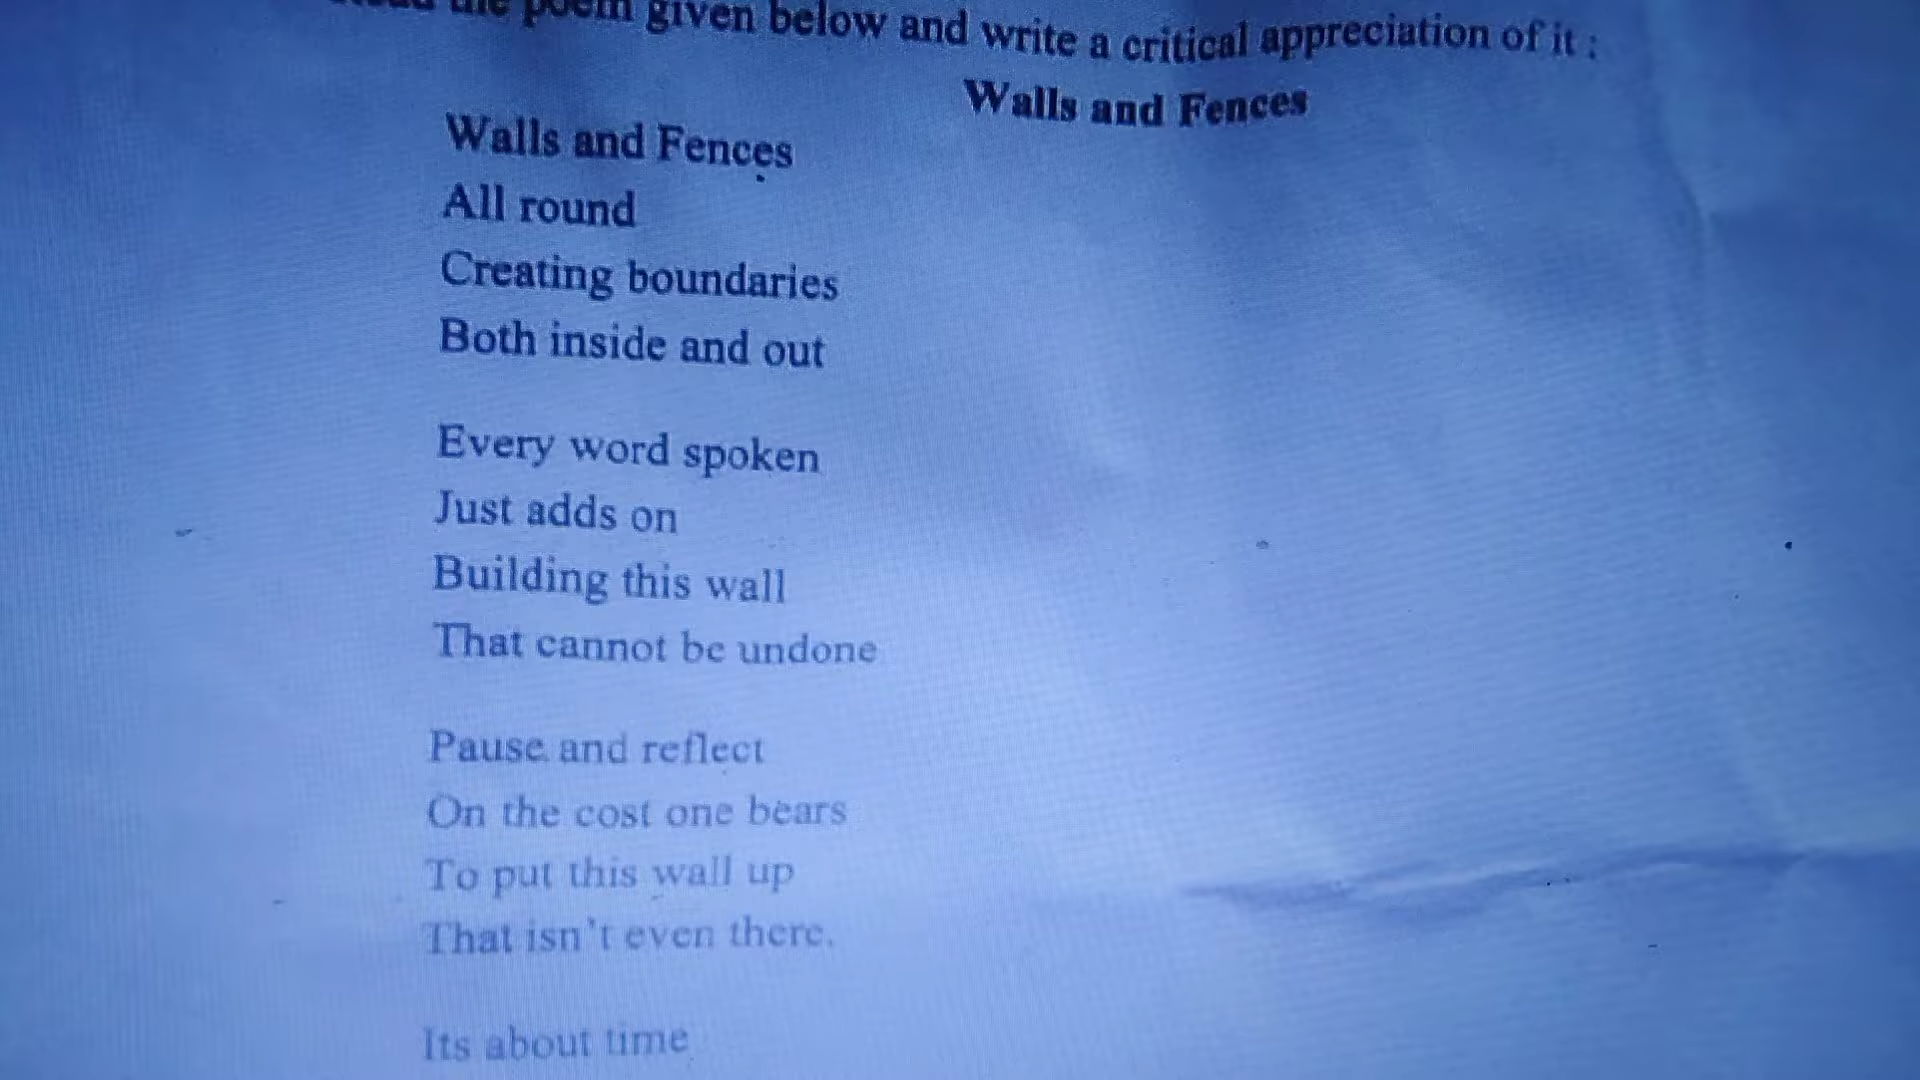 the poem given below and write a critical appreciation of it :
Walls and Fences
Walls and Fences
All round
Creating boundaries
Both inside and out
Every word spoken
Just adds on
Building this wall
That cannot be undone
Pause and reflect
On the cost one bears
To put this wall up
That isn't even there.
Its about time